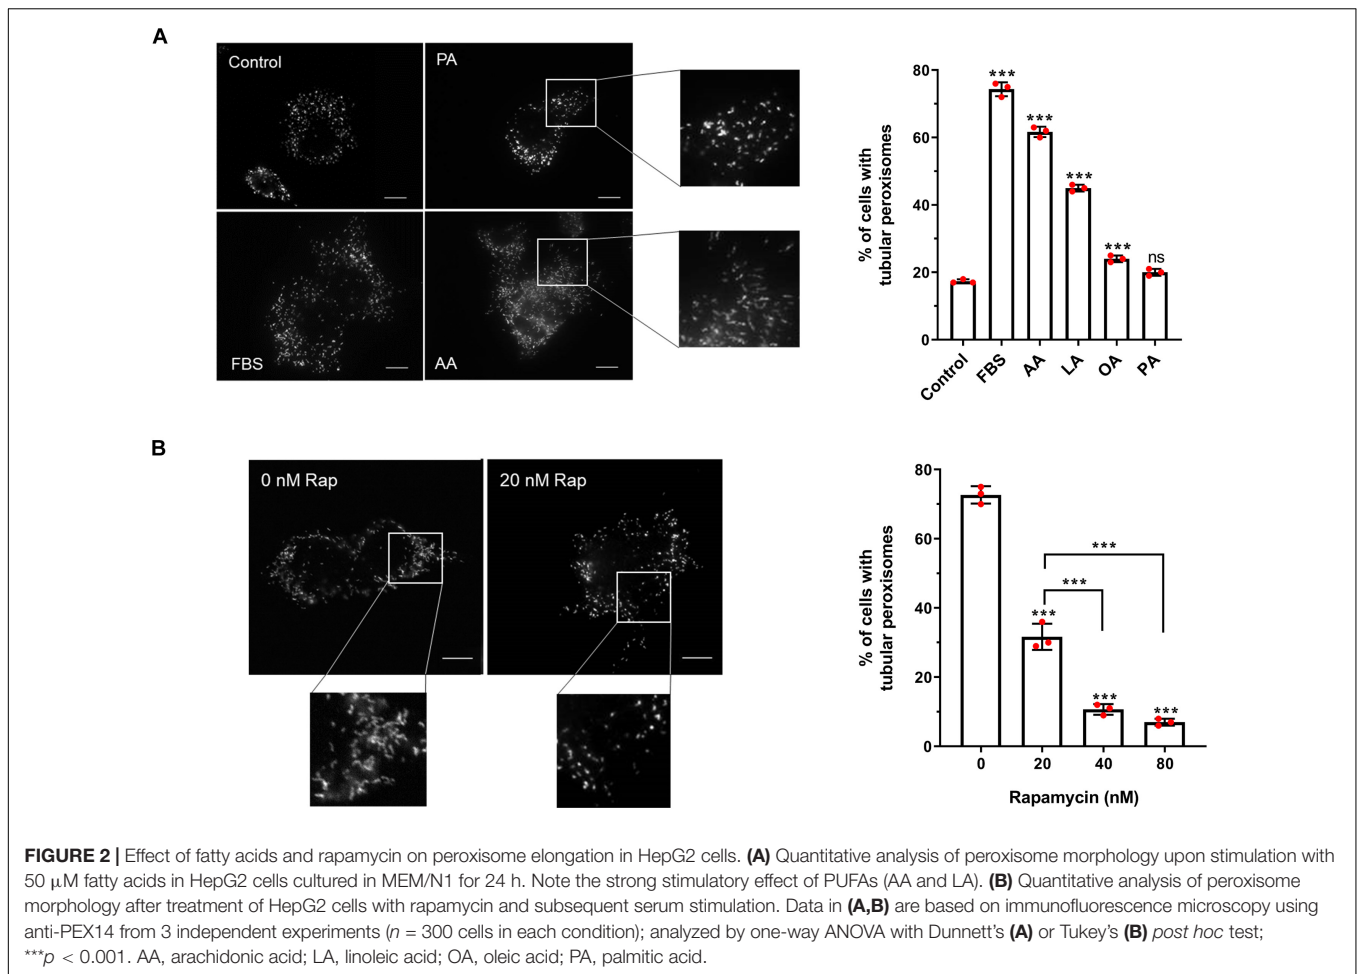 A
Control
PA
FBS
AA
% of cells with
tubular peroxisomes
80
60
40
20
0
***
***
***
***
ns
Control
FBS
AA
LA
OA
PA
B
0 nM Rap
20 nM Rap
% of cells with
tubular peroxisomes
80
60
40
20
0
***
***
***
***
***
0
20
40
80
Rapamycin (nM)
FIGURE 2 | Effect of fatty acids and rapamycin on peroxisome elongation in HepG2 cells. (A) Quantitative analysis of peroxisome morphology upon stimulation with
50 μM fatty acids in HepG2 cells cultured in MEM/N1 for 24 h. Note the strong stimulatory effect of PUFAs (AA and LA). (B) Quantitative analysis of peroxisome
morphology after treatment of HepG2 cells with rapamycin and subsequent serum stimulation. Data in (A,B) are based on immunofluorescence microscopy using
anti-PEX14 from 3 independent experiments (n = 300 cells in each condition); analyzed by one-way ANOVA with Dunnett's (A) or Tukey's (B) post hoc test;
***p < 0.001. AA, arachidonic acid; LA, linoleic acid; OA, oleic acid; PA, palmitic acid.